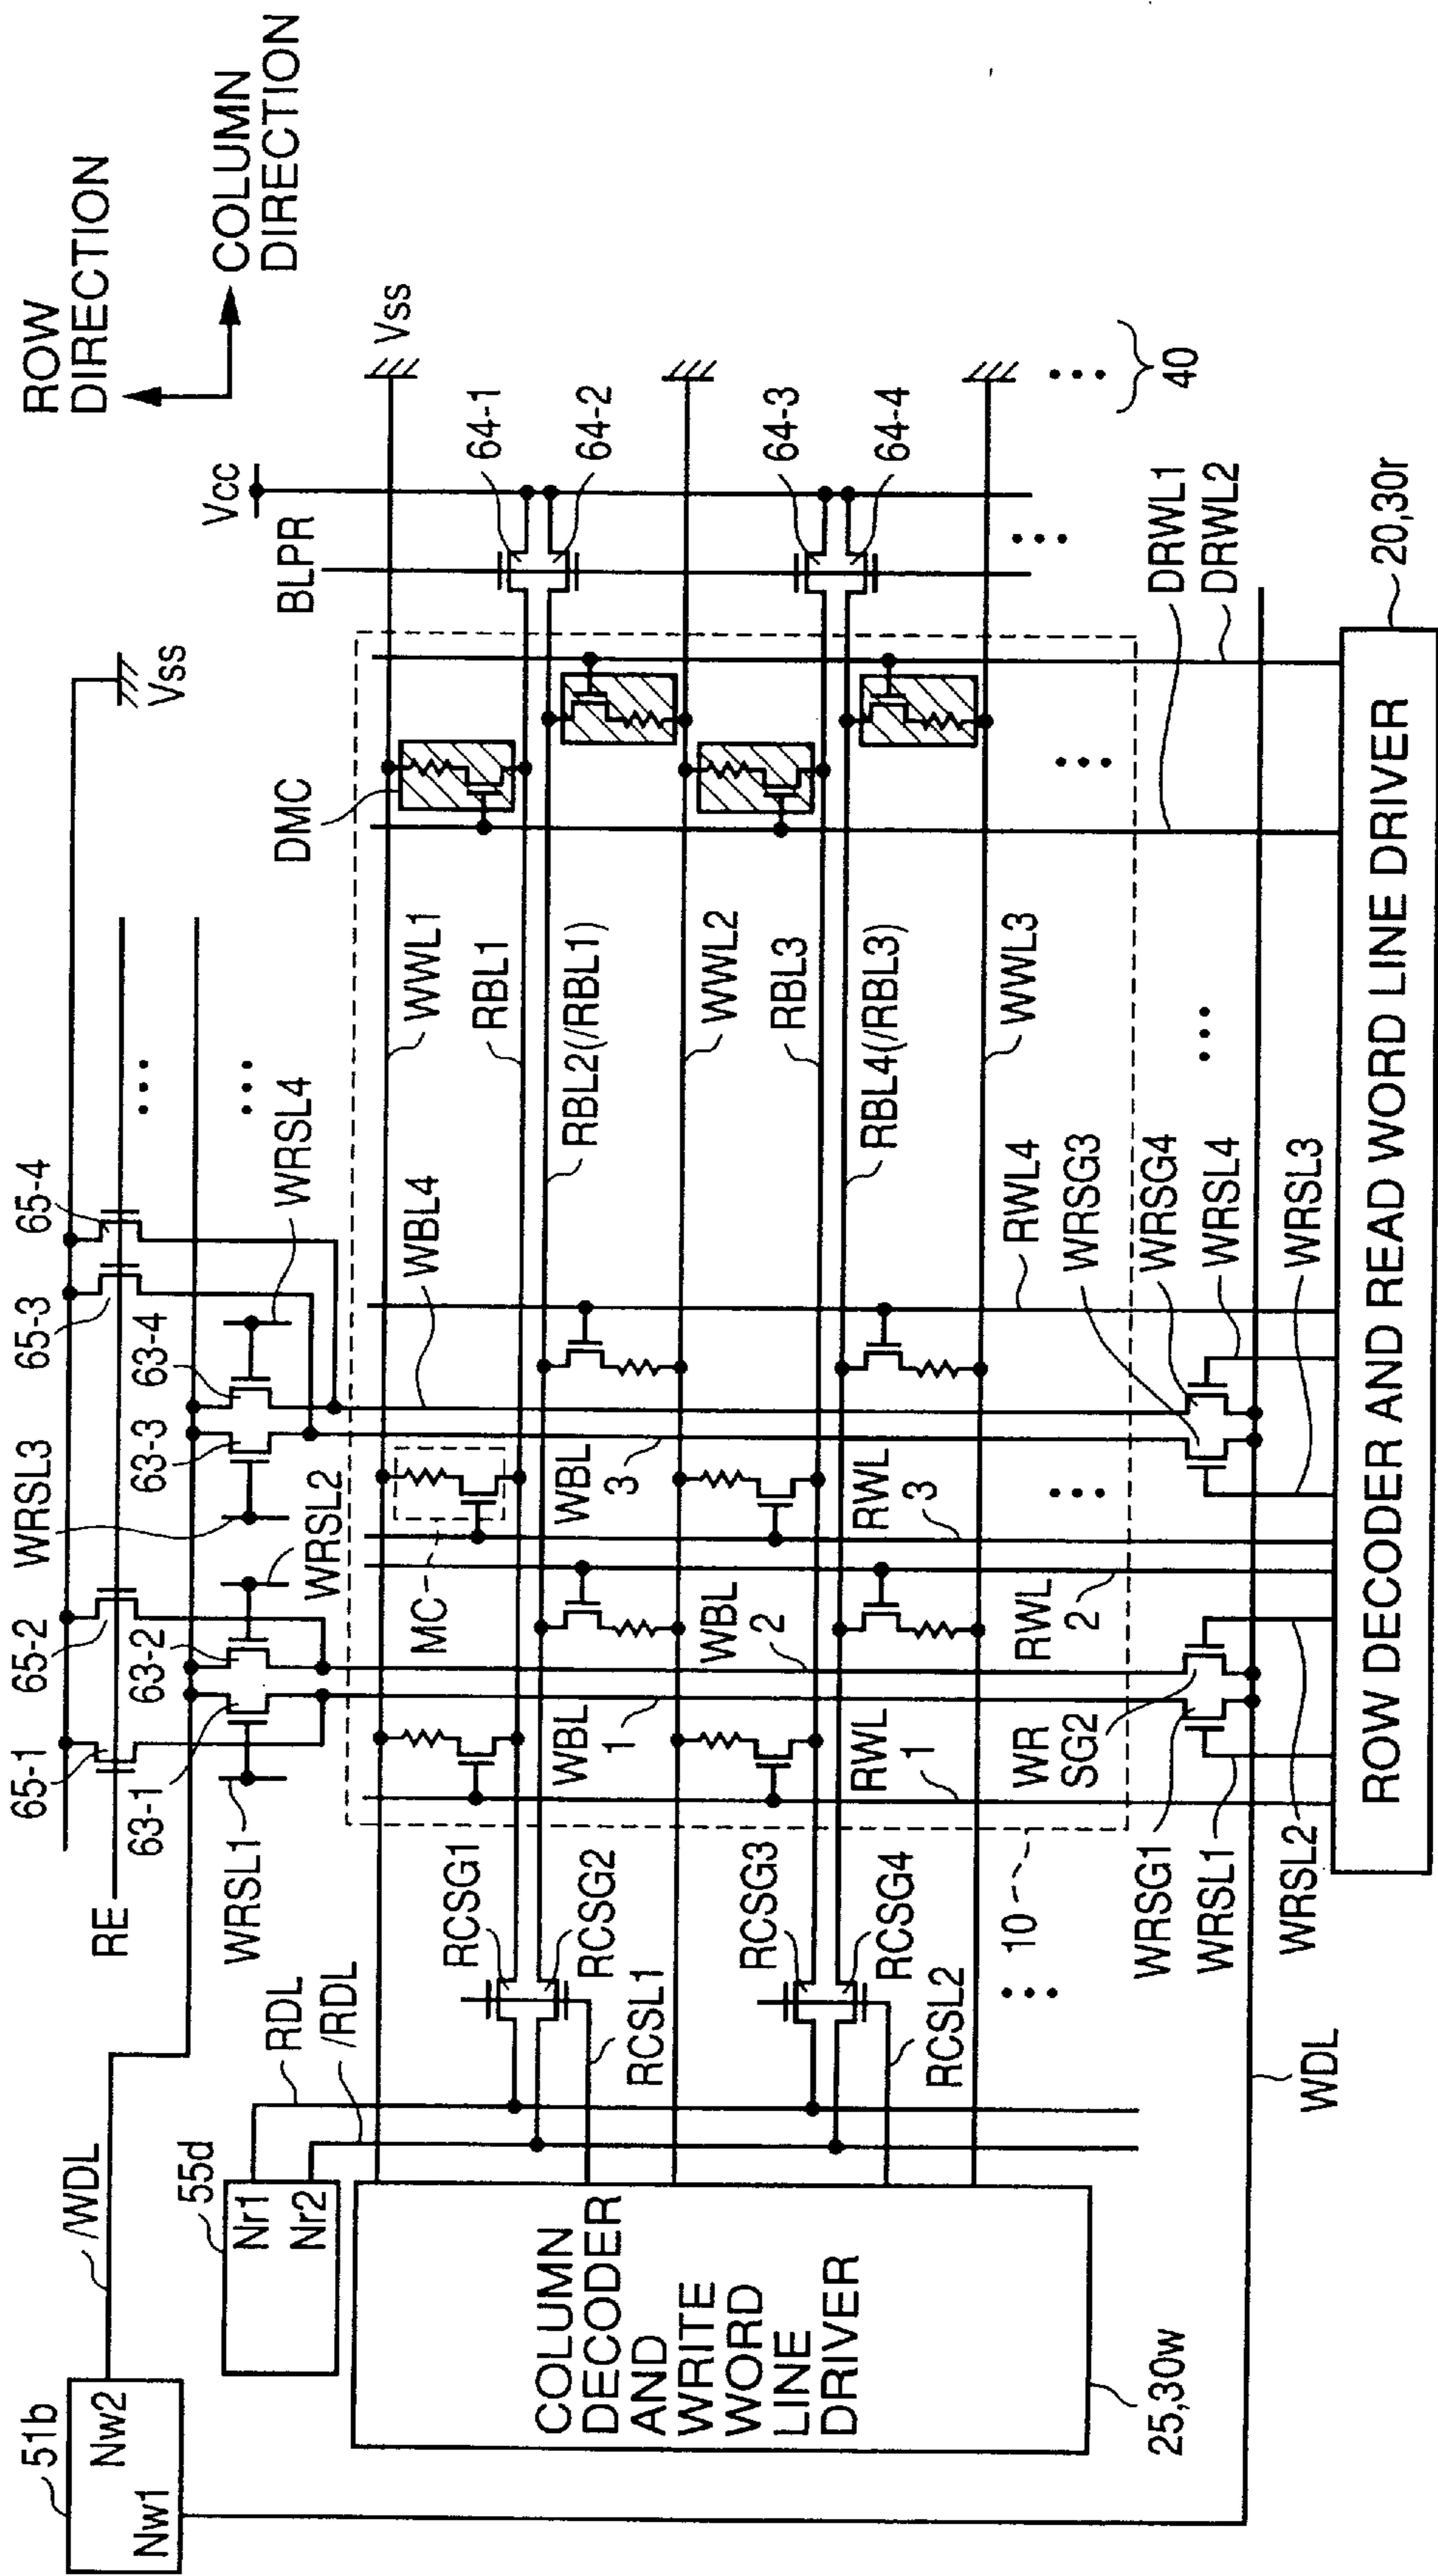 ROW
DIRECTION
COLUMN
DIRECTION
51b
Nw2
Nw1
/WDL
55d
Nr1
Nr2
RDL
/RDL
RE
65-1
65-2
65-3
65-4
Vss
63-1
63-2
63-3
63-4
WRSL1
WRSL2
WRSL3
WRSL4
Vcc
BLPR
Vss
64-1
64-2
64-3
64-4
40
DMC
MC
WWL1
RBL1
RBL2(/RBL1)
WWL2
RBL3
RBL4(/RBL3)
WWL3
WBL4
WBL
1
WBL
2
WBL
3
RWL
1
RWL
2
RWL
3
RWL4
RCSG1
RCSG2
RCSL1
RCSG3
RCSG4
RCSL2
10
COLUMN
DECODER
AND
WRITE
WORD
LINE
DRIVER
25,30w
WDL
WRSG1
WR
SG2
WRSL1
WRSL2
WRSG3
WRSG4
WRSL4
WRSL3
DRWL1
DRWL2
20,30r
ROW DECODER AND READ WORD LINE DRIVER